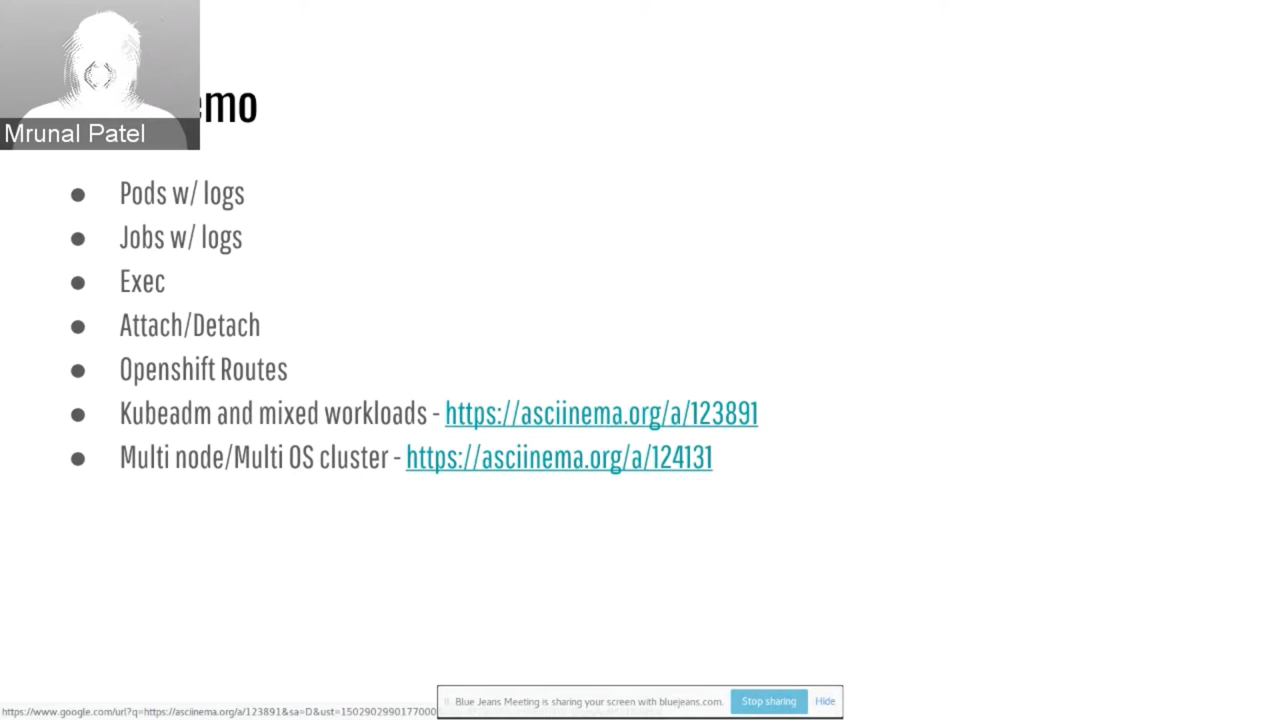 emo
Mrunal Patel
Pods w/ logs
Jobs w/ logs
Exec
Attach/Detach
Openshift Routes
Kubeadm and mixed workloads - https://asciinema.org/a/123891
Multi node/Multi OS cluster - https://asciinema.org/a/124131
Blue Jeans Meeting is sharing your screen with bluejeans.com. Stop sharing Hide
https://www.google.com/url?q=https://asciinema.org/a/123891&sa=D&ust=1502902990177000